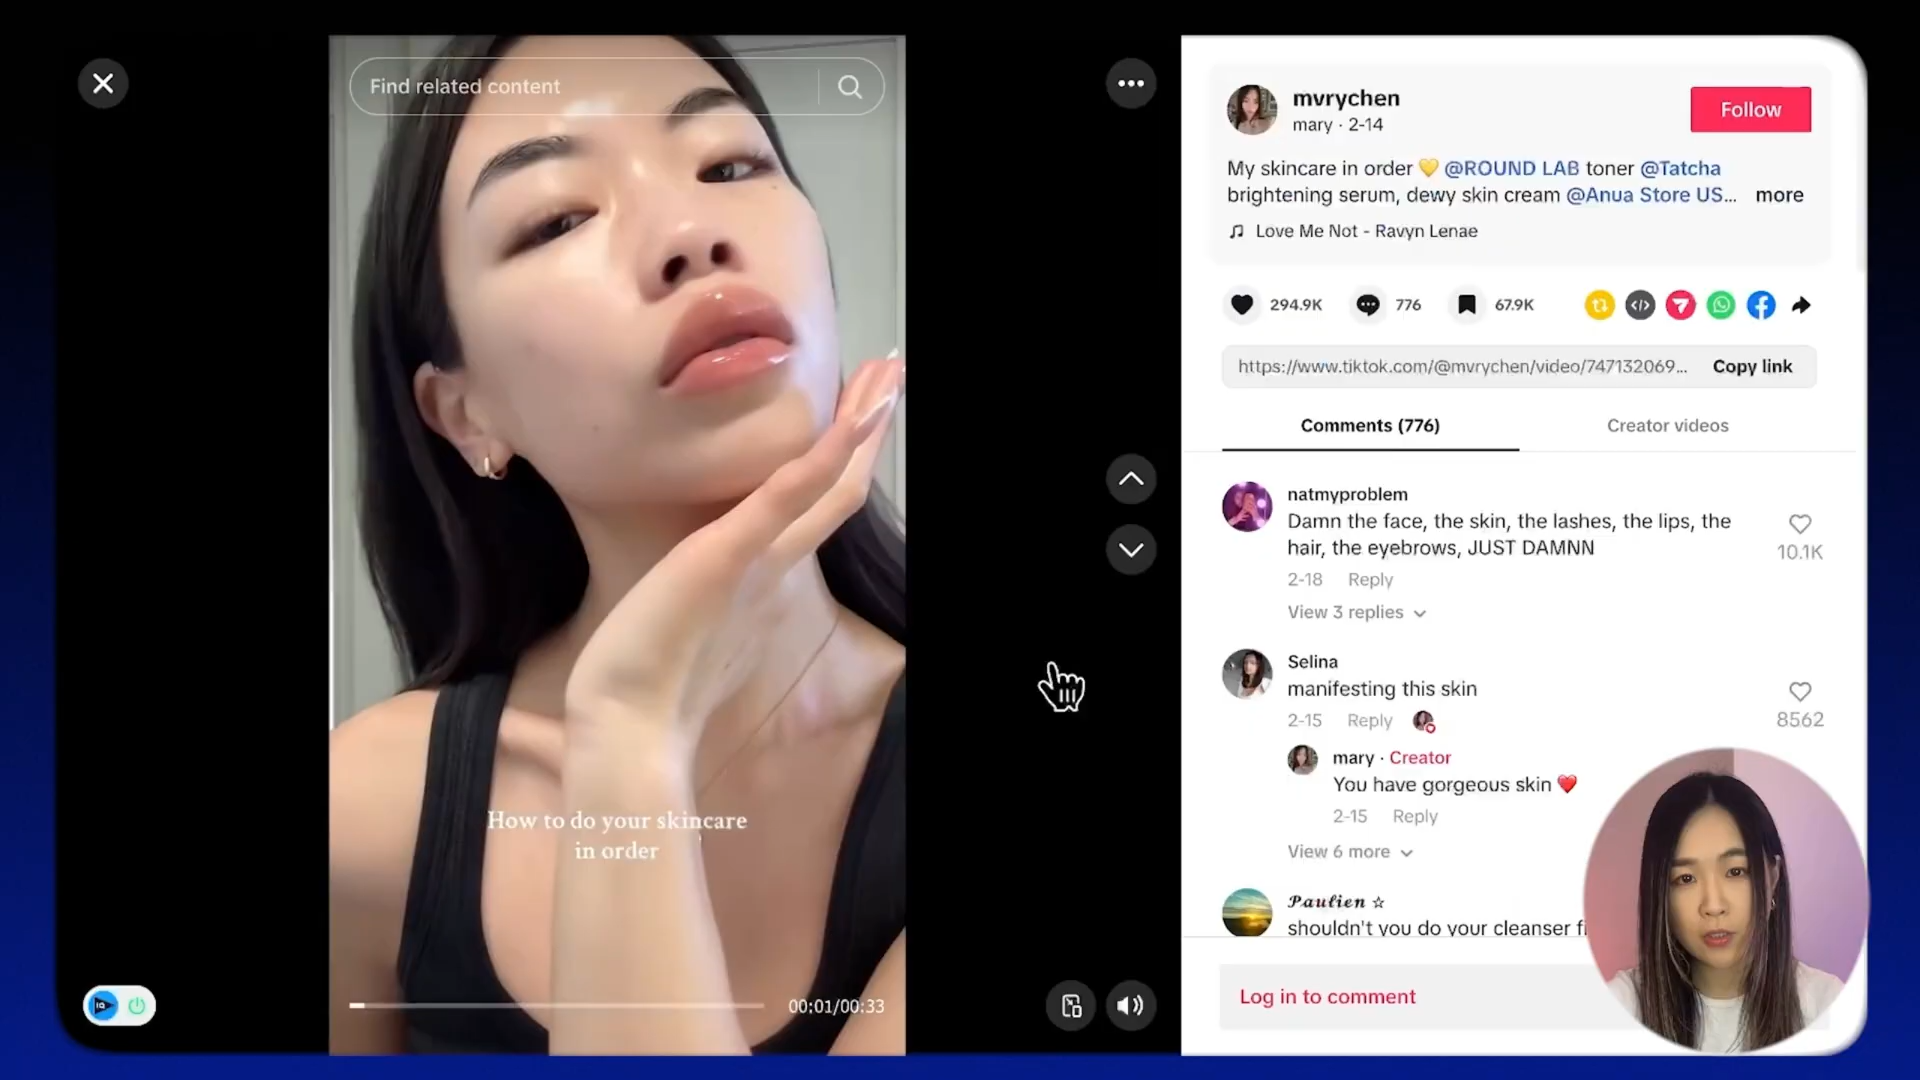 Find related content
How to do your skincare
in order
00:01/00:33
mvrychen
mary · 2-14
Follow
My skincare in order 💛 @ROUND LAB toner @Tatcha
brightening serum, dewy skin cream @Anua Store US... more
Love Me Not - Ravyn Lenae
294.9K 776 67.9K
https://www.tiktok.com/@mvrychen/video/747132069... Copy link
Comments (776) Creator videos
natmyproblem
Damn the face, the skin, the lashes, the lips, the
hair, the eyebrows, JUST DAMNN
10.1K
2-18 Reply
View 3 replies
Selina
manifesting this skin
2-15 Reply
8562
mary · Creator
You have gorgeous skin ❤️
2-15 Reply
View 6 more
𝓟𝓪𝓾𝓵𝓲𝓮𝓷 ☆
shouldn't you do your cleanser
Log in to comment